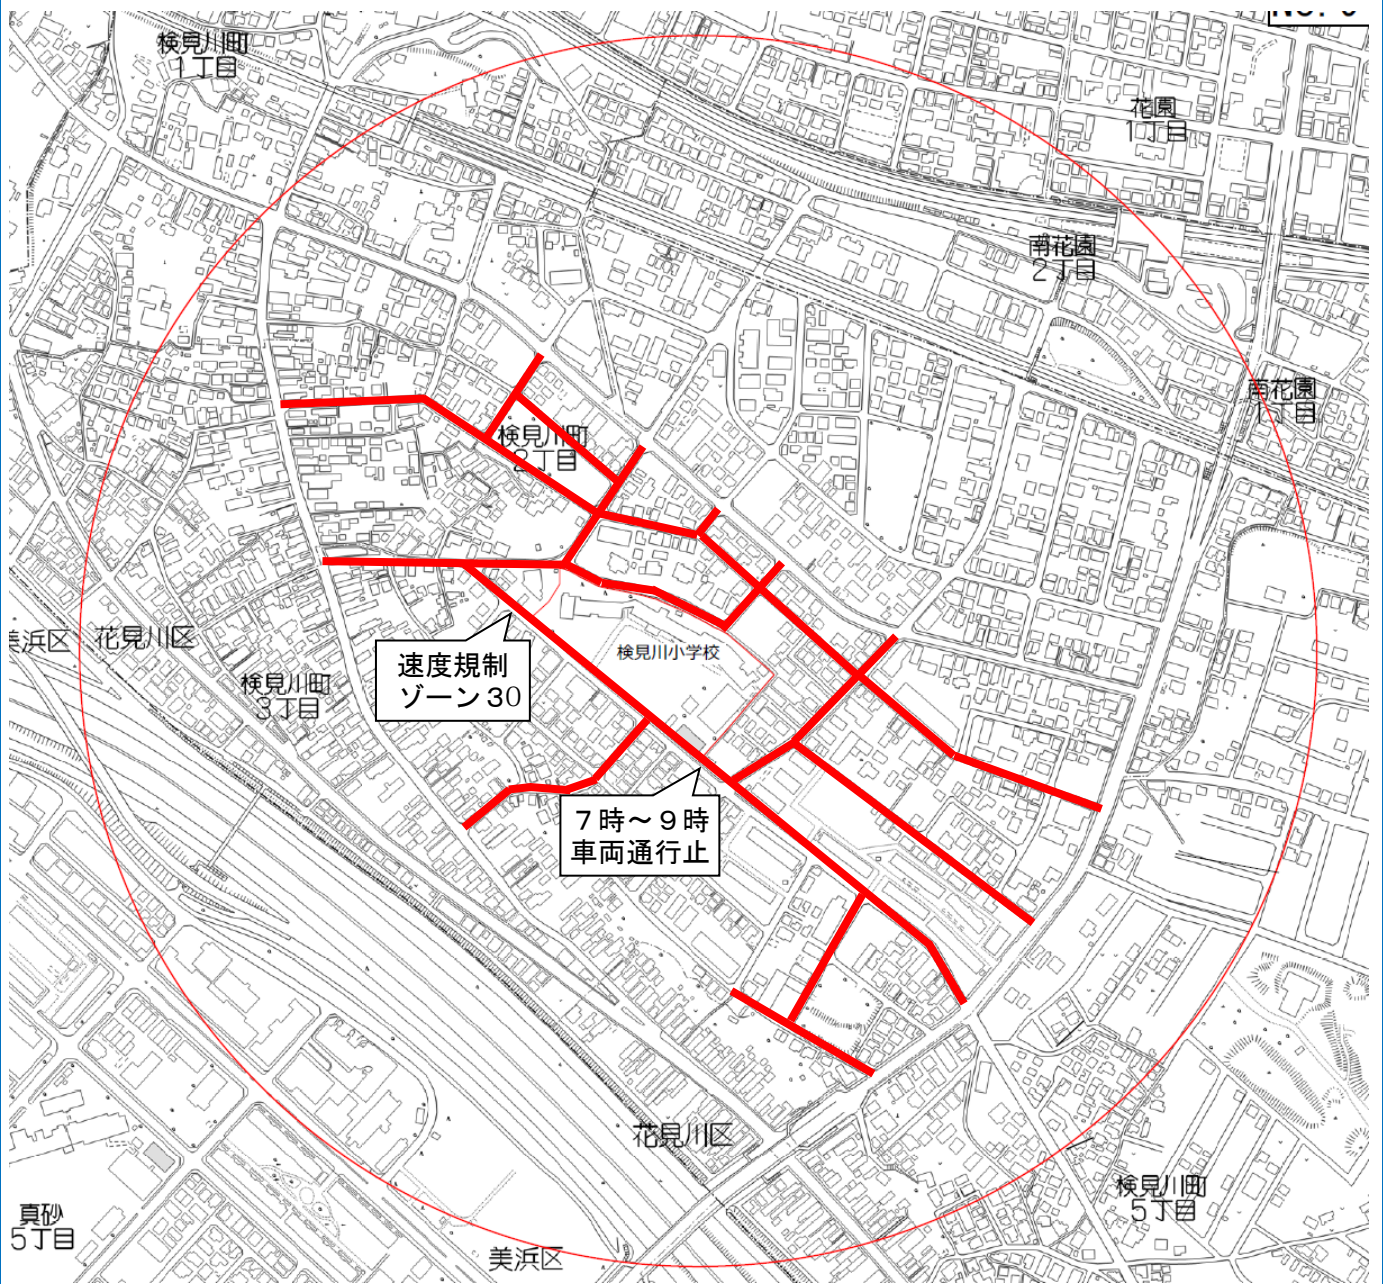 検見川町
1丁目
花園
1丁目
南花園
2丁目
南花園
1丁目
検見川町
2丁目
美浜区
花見川区
検見川小学校
速度規制
ゾーン30
検見川町
3丁目
7時～9時
車両通行止
花見川区
検見川町
5丁目
真砂
5丁目
美浜区